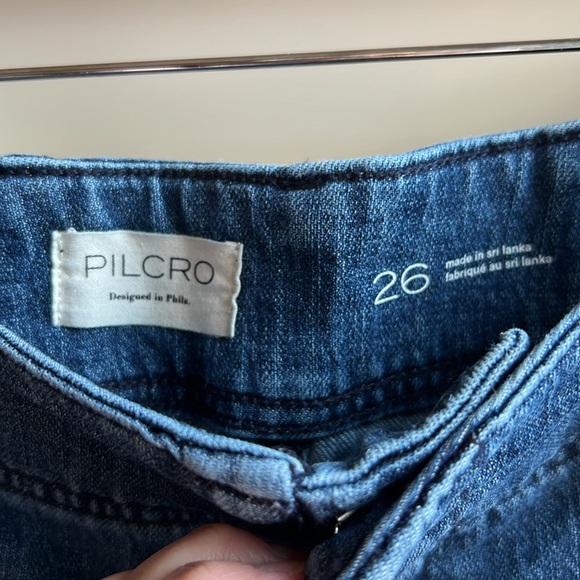 PILCRO
Designed in Phila.
26
made in sri lanka
fabriqué au sri lanka